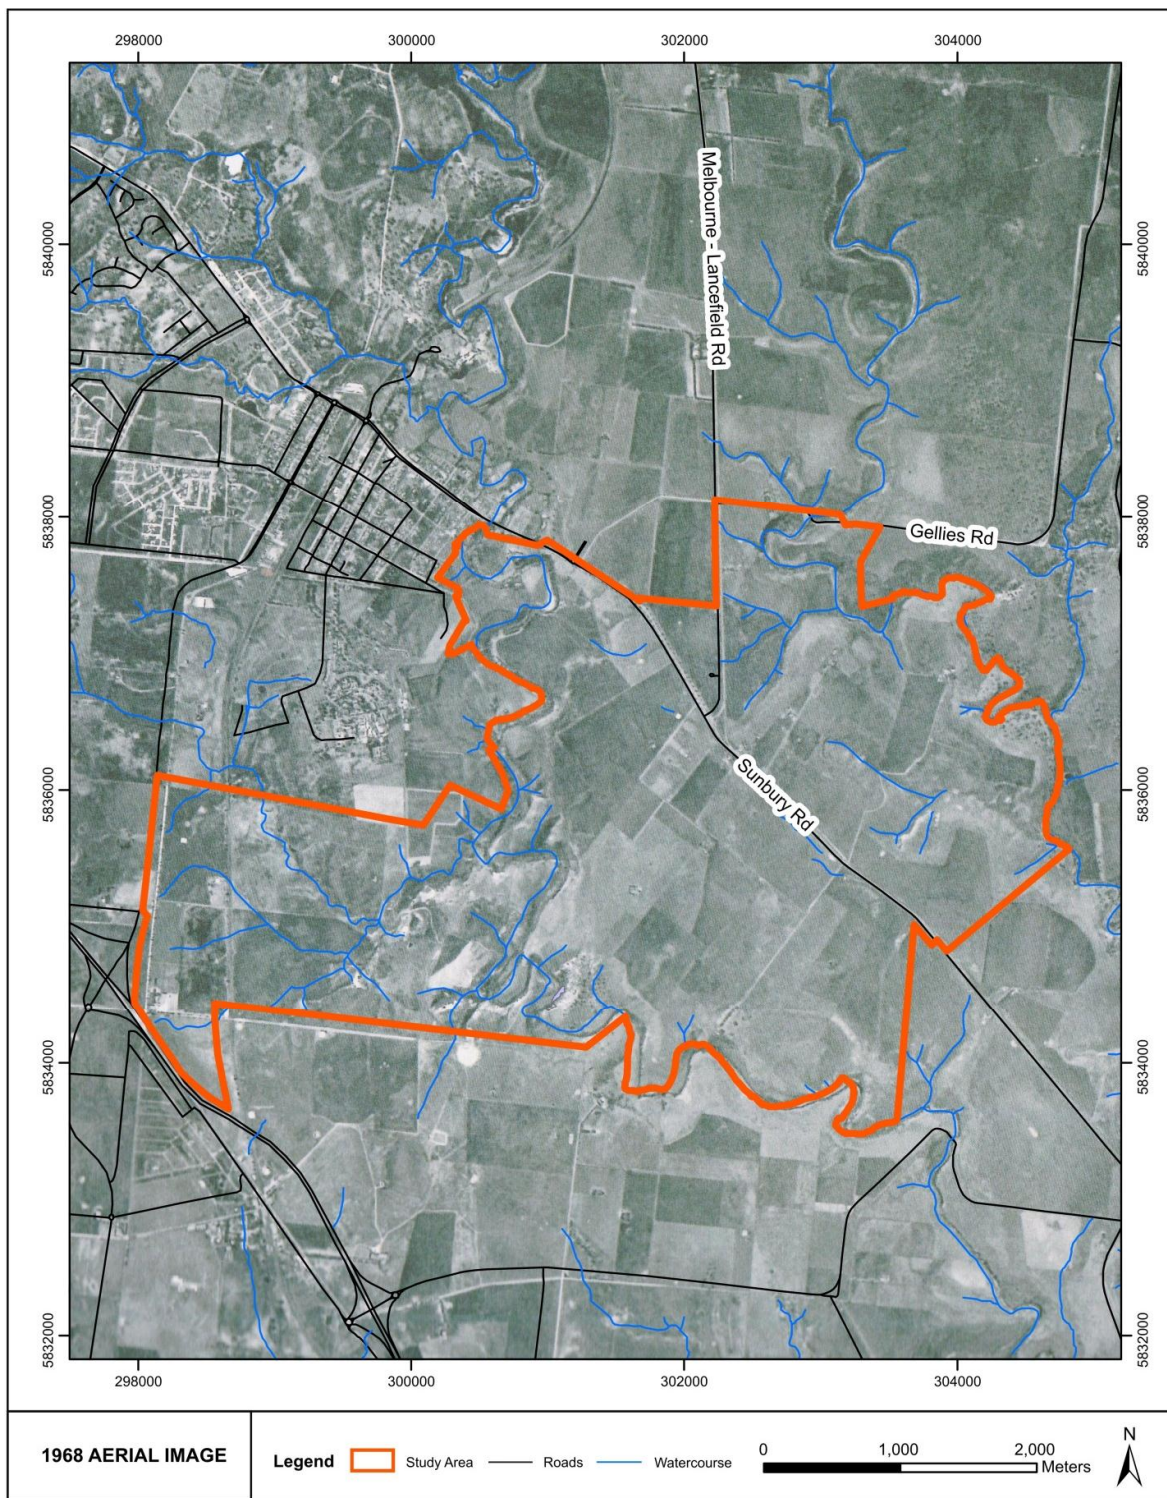 298000 300000 302000 304000
5840000
5840000
Melbourne - Lancefield Rd
5838000
5838000
Gellies Rd
5836000
5836000
Sunbury Rd
5834000
5834000
5832000
5832000
298000 300000 302000 304000
1968 AERIAL IMAGE
Legend Study Area Roads Watercourse
0 1,000 2,000
Meters
N